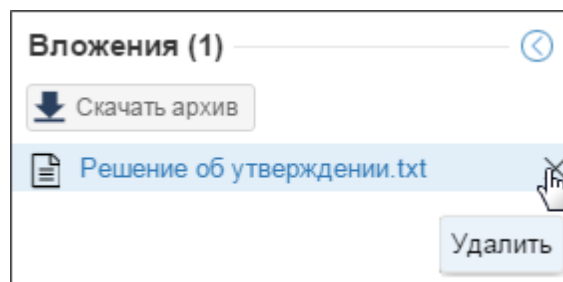 Вложения (1)
Скачать архив
Решение об утверждении.txt
Удалить